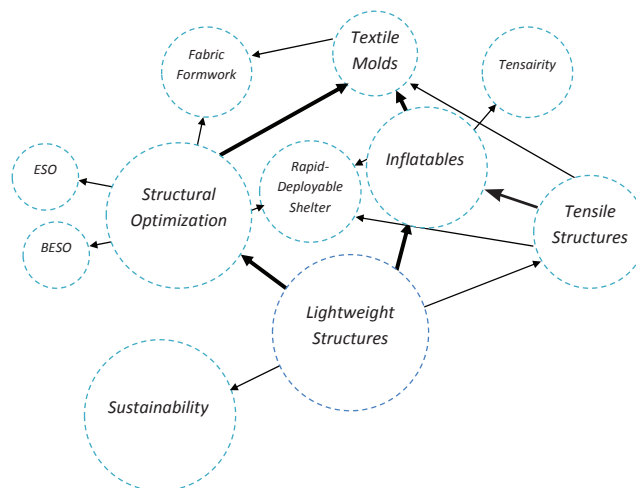 Textile
Molds
Fabric
Formwork
Tensairity
Inflatables
ESO
Structural
Optimization
Rapid-
Deployable
Shelter
Tensile
Structures
BESO
Lightweight
Structures
Sustainability